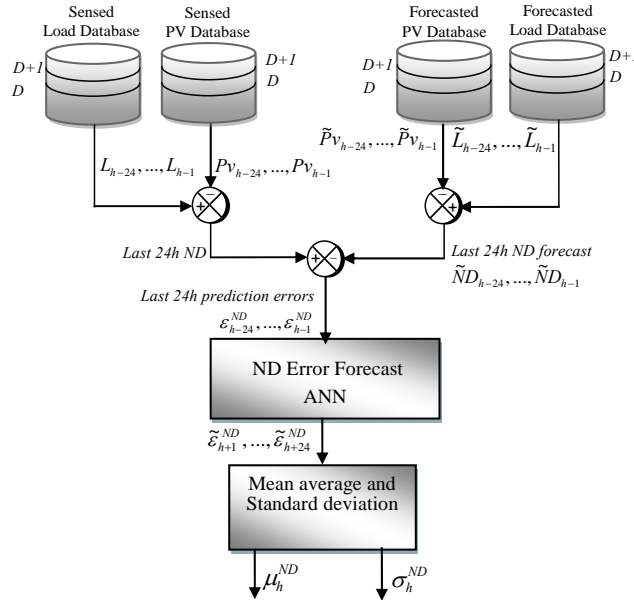 Sensed
Load Database
Sensed
PV Database
Forecasted
PV Database
Forecasted
Load Database
D+1
D
D+1
D
D+1
D
D+1
D
L_{h-24},...,L_{h-1}
Pv_{h-24},...,Pv_{h-1}
P̃v_{h-24},...,P̃v_{h-1}
L̃_{h-24},...,L̃_{h-1}
+ −
+ −
Last 24h ND
+ −
Last 24h ND forecast
ÑD_{h-24},...,ÑD_{h-1}
Last 24h prediction errors
ε^{ND}_{h-24},...,ε^{ND}_{h-1}
ND Error Forecast
ANN
ε̃^{ND}_{h+1},...,ε̃^{ND}_{h+24}
Mean average and
Standard deviation
μ_h^{ND}
σ_h^{ND}